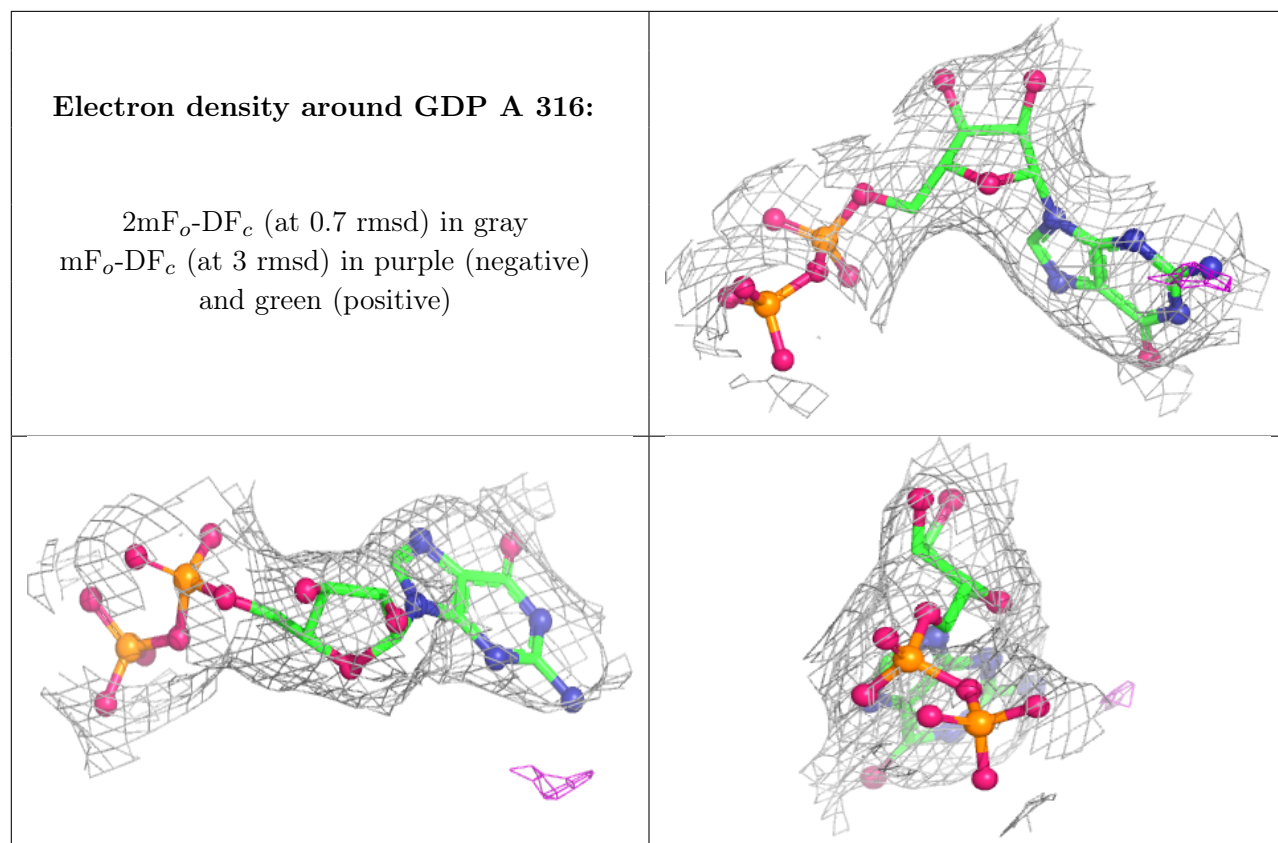 Electron density around GDP A 316:
2mFo-DFc (at 0.7 rmsd) in gray
mFo-DFc (at 3 rmsd) in purple (negative)
and green (positive)